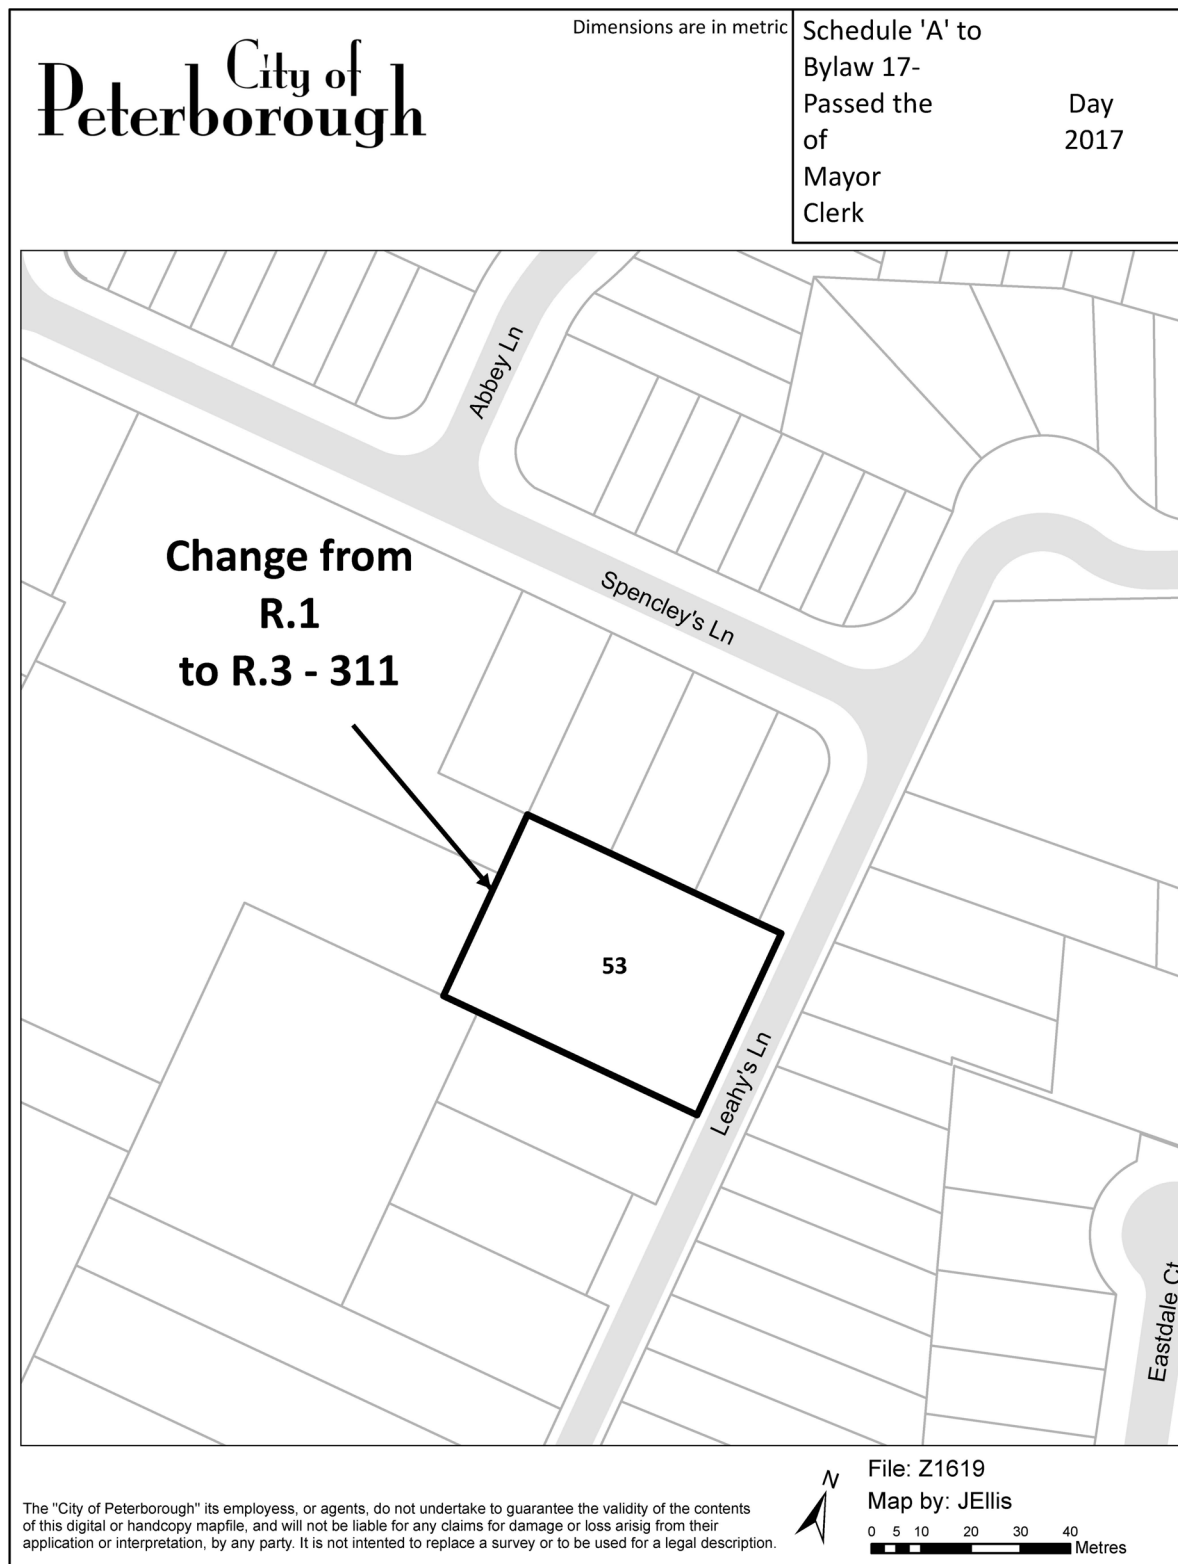 City of
Peterborough
Dimensions are in metric
Schedule 'A' to
Bylaw 17-
Passed the Day
of 2017
Mayor
Clerk
Abbey Ln
Change from
R.1
to R.3 - 311
Spencley's Ln
53
Leahy's Ln
Eastdale Ct
The "City of Peterborough" its employess, or agents, do not undertake to guarantee the validity of the contents
of this digital or handcopy mapfile, and will not be liable for any claims for damage or loss arisig from their
application or interpretation, by any party. It is not intended to replace a survey or to be used for a legal description.
N
File: Z1619
Map by: JEllis
0 5 10 20 30 40
Metres